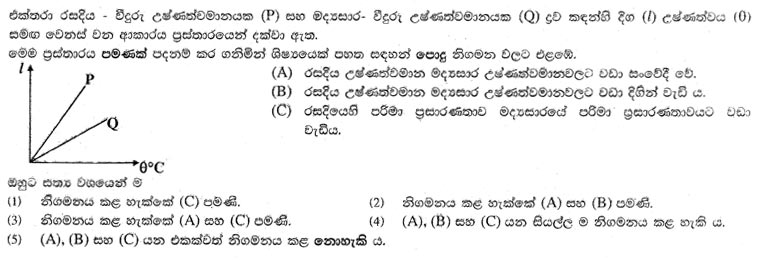 එක්තරා රසදිය - වීදුරු උෂ්ණත්වමානයක (P) සහ මද්‍යසාර- වීදුරු උෂ්ණත්වමානයක (Q) ද්‍රව කඳන්හි දිග (l) උෂ්ණත්වය (θ)
සමඟ වෙනස් වන ආකාරය ප්‍රස්තාරයෙන් දක්වා ඇත.
මෙම ප්‍රස්තාරය පමණක් පදනම් කර ගනිමින් ශිෂ්‍යයෙක් පහත සඳහන් පොදු නිගමන වලට එළඹේ.
l
P
Q
θ°C
(A) රසදිය උෂ්ණත්වමාන මද්‍යසාර උෂ්ණත්වමානවලට වඩා සංවේදී වේ.
(B) රසදිය උෂ්ණත්වමාන මද්‍යසාර උෂ්ණත්වමානවලට වඩා දිගින් වැඩි ය.
(C) රසදියෙහි පරිමා ප්‍රසාරණතාව මද්‍යසාරයේ පරිමා ප්‍රසාරණතාවයට වඩා
වැඩිය.
ඔහුට සත්‍ය වශයෙන් ම
(1) නිගමනය කළ හැක්කේ (C) පමණි.
(2) නිගමනය කළ හැක්කේ (A) සහ (B) පමණි.
(3) නිගමනය කළ හැක්කේ (A) සහ (C) පමණි.
(4) (A), (B) සහ (C) යන සියල්ල ම නිගමනය කළ හැකි ය.
(5) (A), (B) සහ (C) යන එකක්වත් නිගමනය කළ නොහැකි ය.